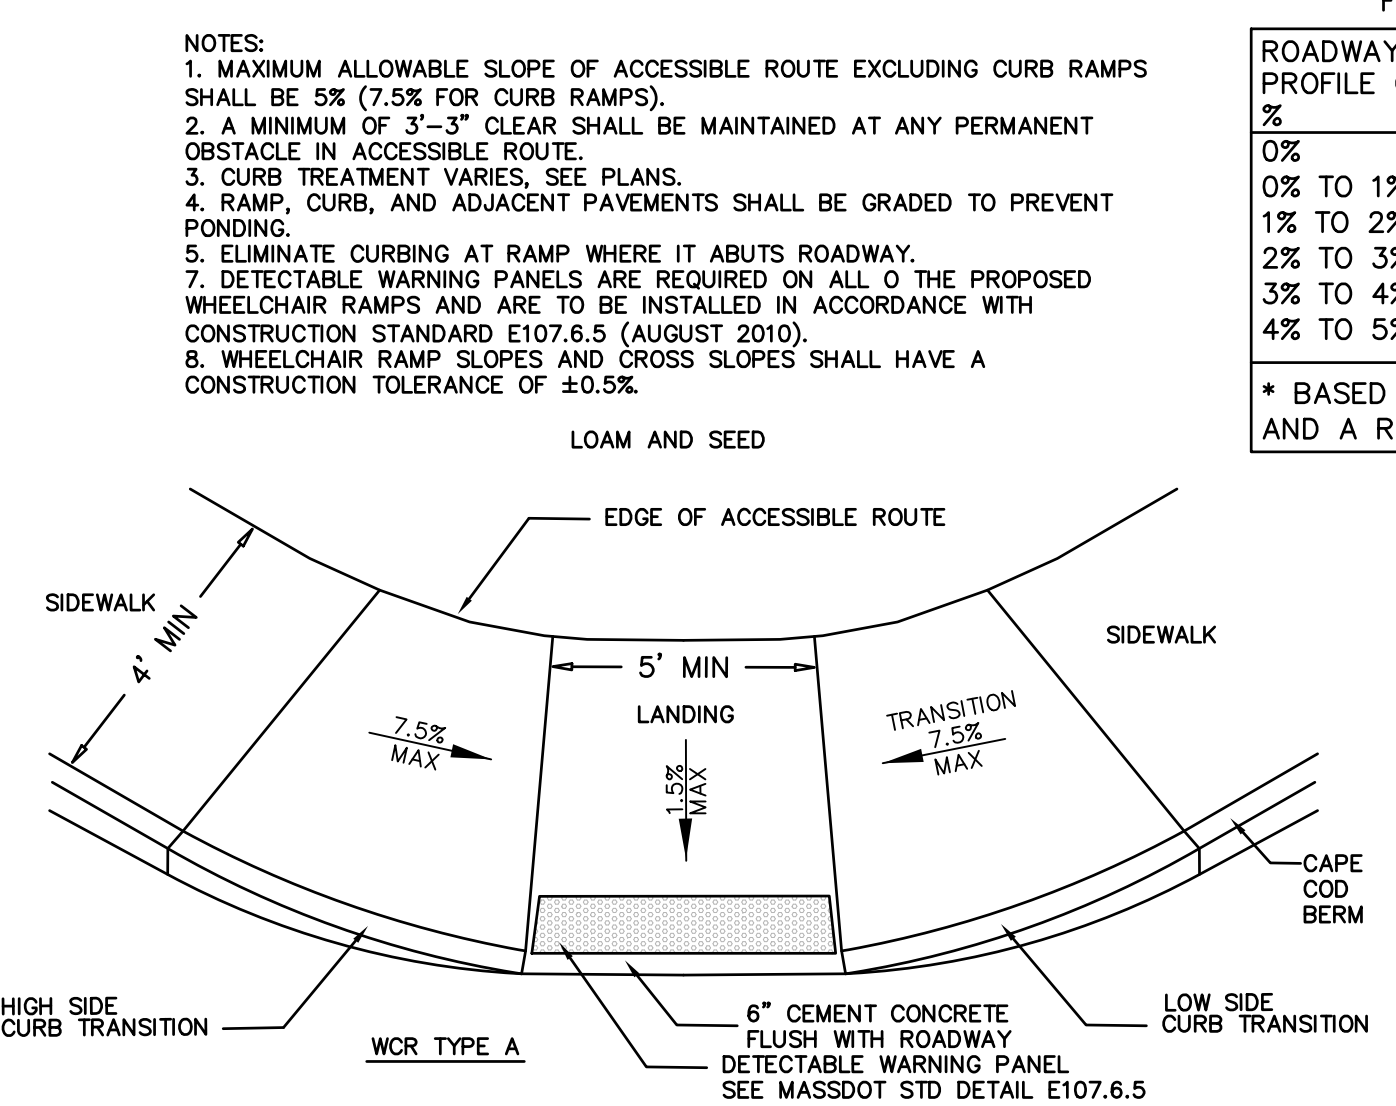 NOTES:
1. MAXIMUM ALLOWABLE SLOPE OF ACCESSIBLE ROUTE EXCLUDING CURB RAMPS
SHALL BE 5% (7.5% FOR CURB RAMPS).
2. A MINIMUM OF 3'-3" CLEAR SHALL BE MAINTAINED AT ANY PERMANENT
OBSTACLE IN ACCESSIBLE ROUTE.
3. CURB TREATMENT VARIES, SEE PLANS.
4. RAMP, CURB, AND ADJACENT PAVEMENTS SHALL BE GRADED TO PREVENT
PONDING.
5. ELIMINATE CURBING AT RAMP WHERE IT ABUTS ROADWAY.
7. DETECTABLE WARNING PANELS ARE REQUIRED ON ALL O THE PROPOSED
WHEELCHAIR RAMPS AND ARE TO BE INSTALLED IN ACCORDANCE WITH
CONSTRUCTION STANDARD E107.6.5 (AUGUST 2010).
8. WHEELCHAIR RAMP SLOPES AND CROSS SLOPES SHALL HAVE A
CONSTRUCTION TOLERANCE OF ±0.5%.
ROADWAY
PROFILE
%
0%
0% TO 1%
1% TO 2%
2% TO 3%
3% TO 4%
4% TO 5%
* BASED
AND A R
LOAM AND SEED
EDGE OF ACCESSIBLE ROUTE
SIDEWALK
4' MIN
SIDEWALK
5' MIN
LANDING
7.5%
MAX
1.5%
MAX
TRANSITION
7.5%
MAX
CAPE
COD
BERM
HIGH SIDE
CURB TRANSITION
WCR TYPE A
6" CEMENT CONCRETE
FLUSH WITH ROADWAY
DETECTABLE WARNING PANEL
SEE MASSDOT STD DETAIL E107.6.5
LOW SIDE
CURB TRANSITION